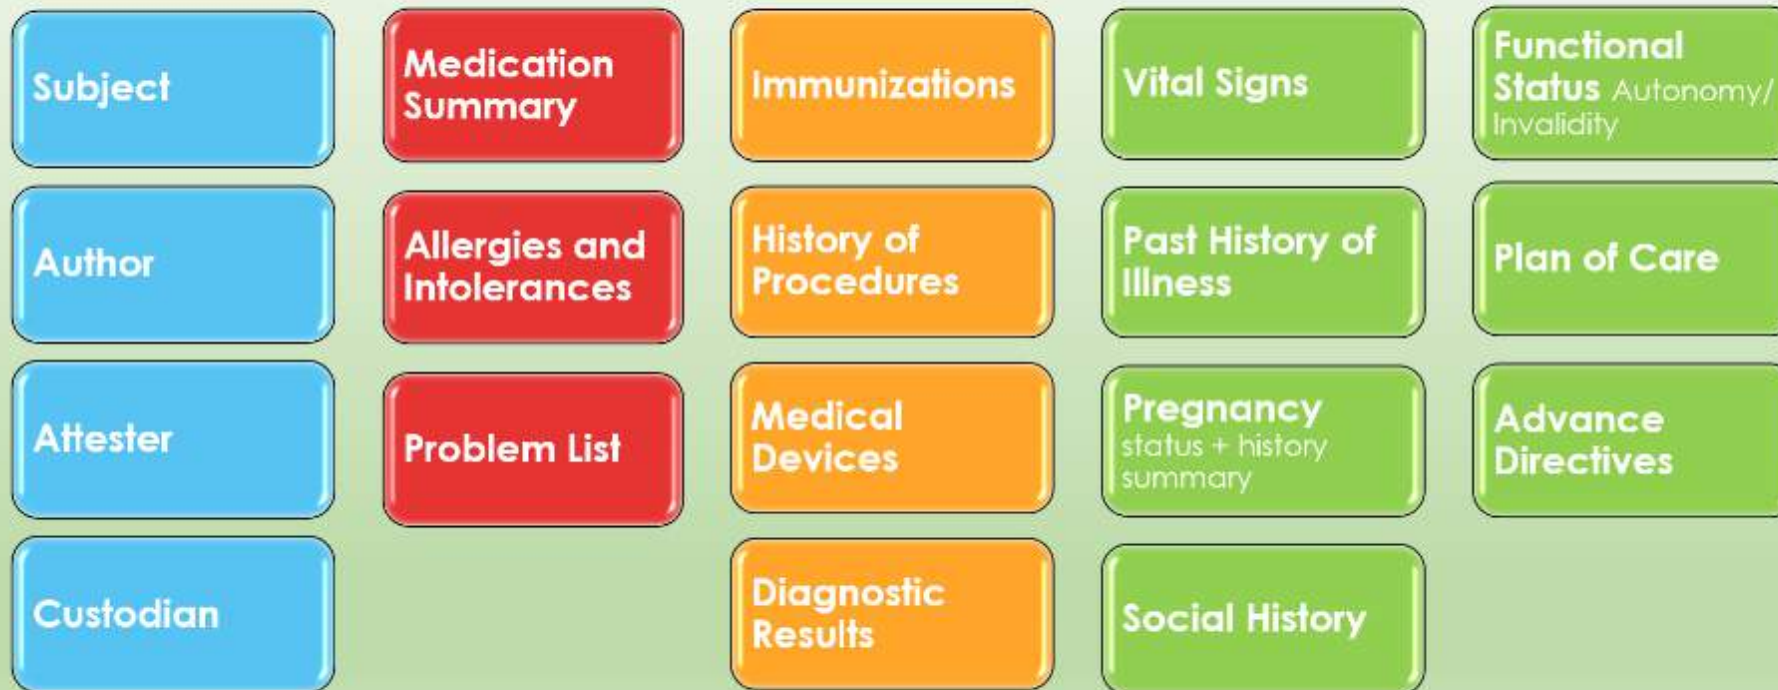 Subject
Author
Attester
Custodian
Medication
Summary
Allergies and
Intolerances
Problem List
Immunizations
History of
Procedures
Medical
Devices
Diagnostic
Results
Vital Signs
Past History of
Illness
Pregnancy
status + history
summary
Social History
Functional
Status Autonomy/
Invalidity
Plan of Care
Advance
Directives